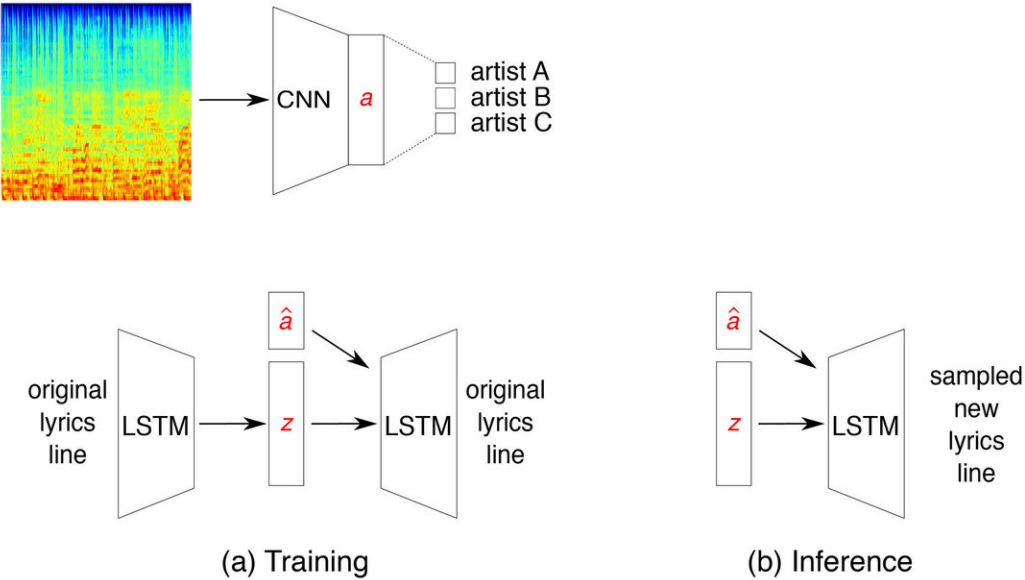 CNN
a
artist A
artist B
artist C
original
lyrics
line
LSTM
â
z
LSTM
original
lyrics
line
(a) Training
â
z
LSTM
sampled
new
lyrics
line
(b) Inference